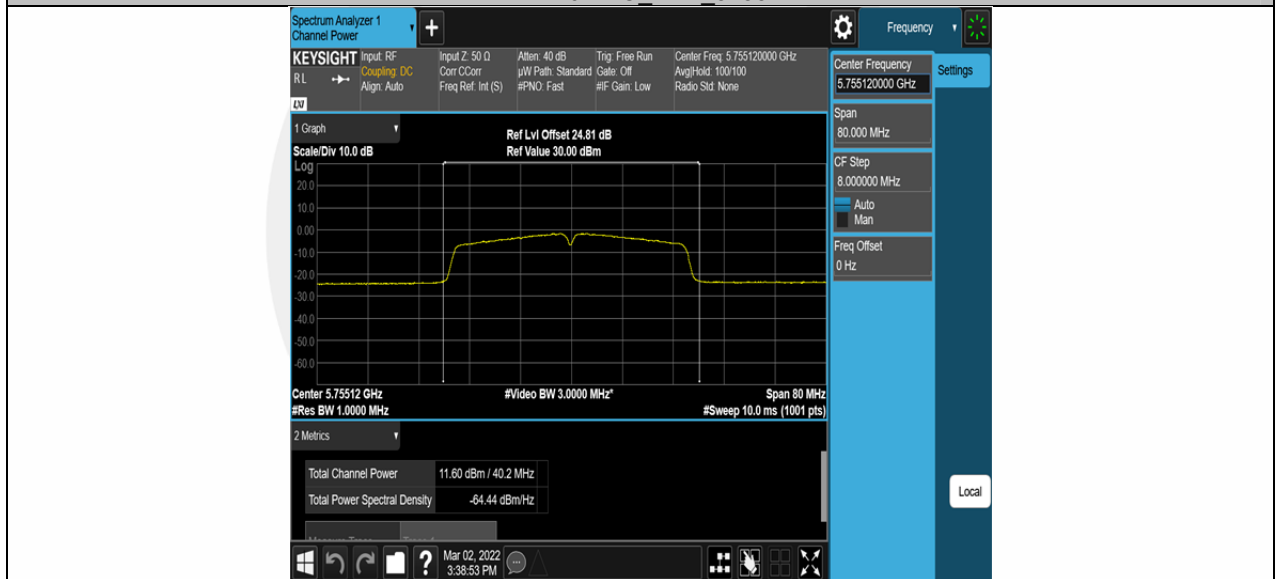 Spectrum Analyzer 1
Channel Power
+
Frequency
KEYSIGHT
RL
LXI
Input: RF
Coupling: DC
Align: Auto
Input Z: 50 Ω
Corr CCorr
Freq Ref: Int (S)
Atten: 40 dB
µW Path: Standard
#PNO: Fast
Trig: Free Run
Gate: Off
#IF Gain: Low
Center Freq: 5.755120000 GHz
Avg|Hold: 100/100
Radio Std: None
Center Frequency
5.755120000 GHz
Settings
Span
80.000 MHz
CF Step
8.000000 MHz
Auto
Man
Freq Offset
0 Hz
Local
1 Graph
Scale/Div 10.0 dB
Ref Lvl Offset 24.81 dB
Ref Value 30.00 dBm
Log
20.0
10.0
0.00
-10.0
-20.0
-30.0
-40.0
-50.0
-60.0
Center 5.75512 GHz
#Video BW 3.0000 MHz*
Span 80 MHz
#Res BW 1.0000 MHz
#Sweep 10.0 ms (1001 pts)
2 Metrics
Total Channel Power 11.60 dBm / 40.2 MHz
Total Power Spectral Density -64.44 dBm/Hz
?
Mar 02, 2022
3:38:53 PM